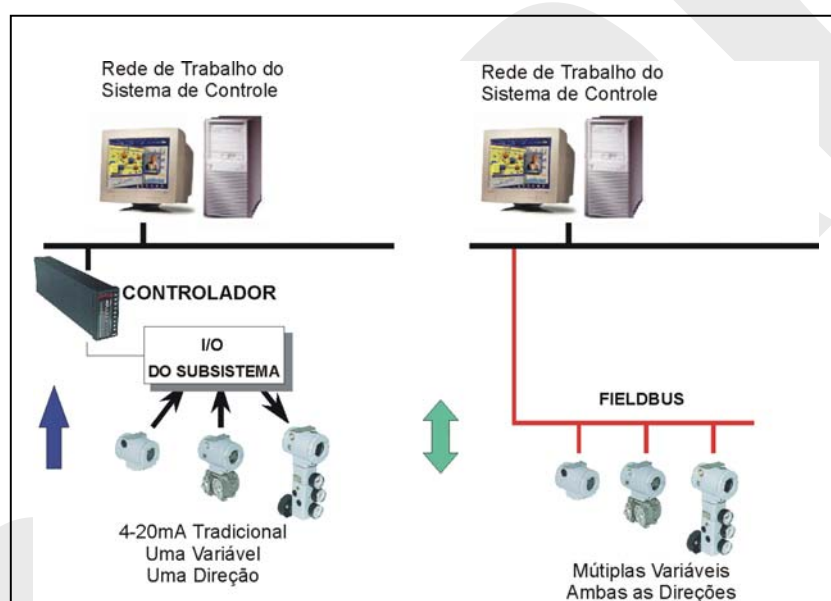 Rede de Trabalho do
Sistema de Controle
CONTROLADOR
I/O
DO SUBSISTEMA
4-20mA Tradicional
Uma Variável
Uma Direção
Rede de Trabalho do
Sistema de Controle
FIELDBUS
Mútiplas Variáveis
Ambas as Direções